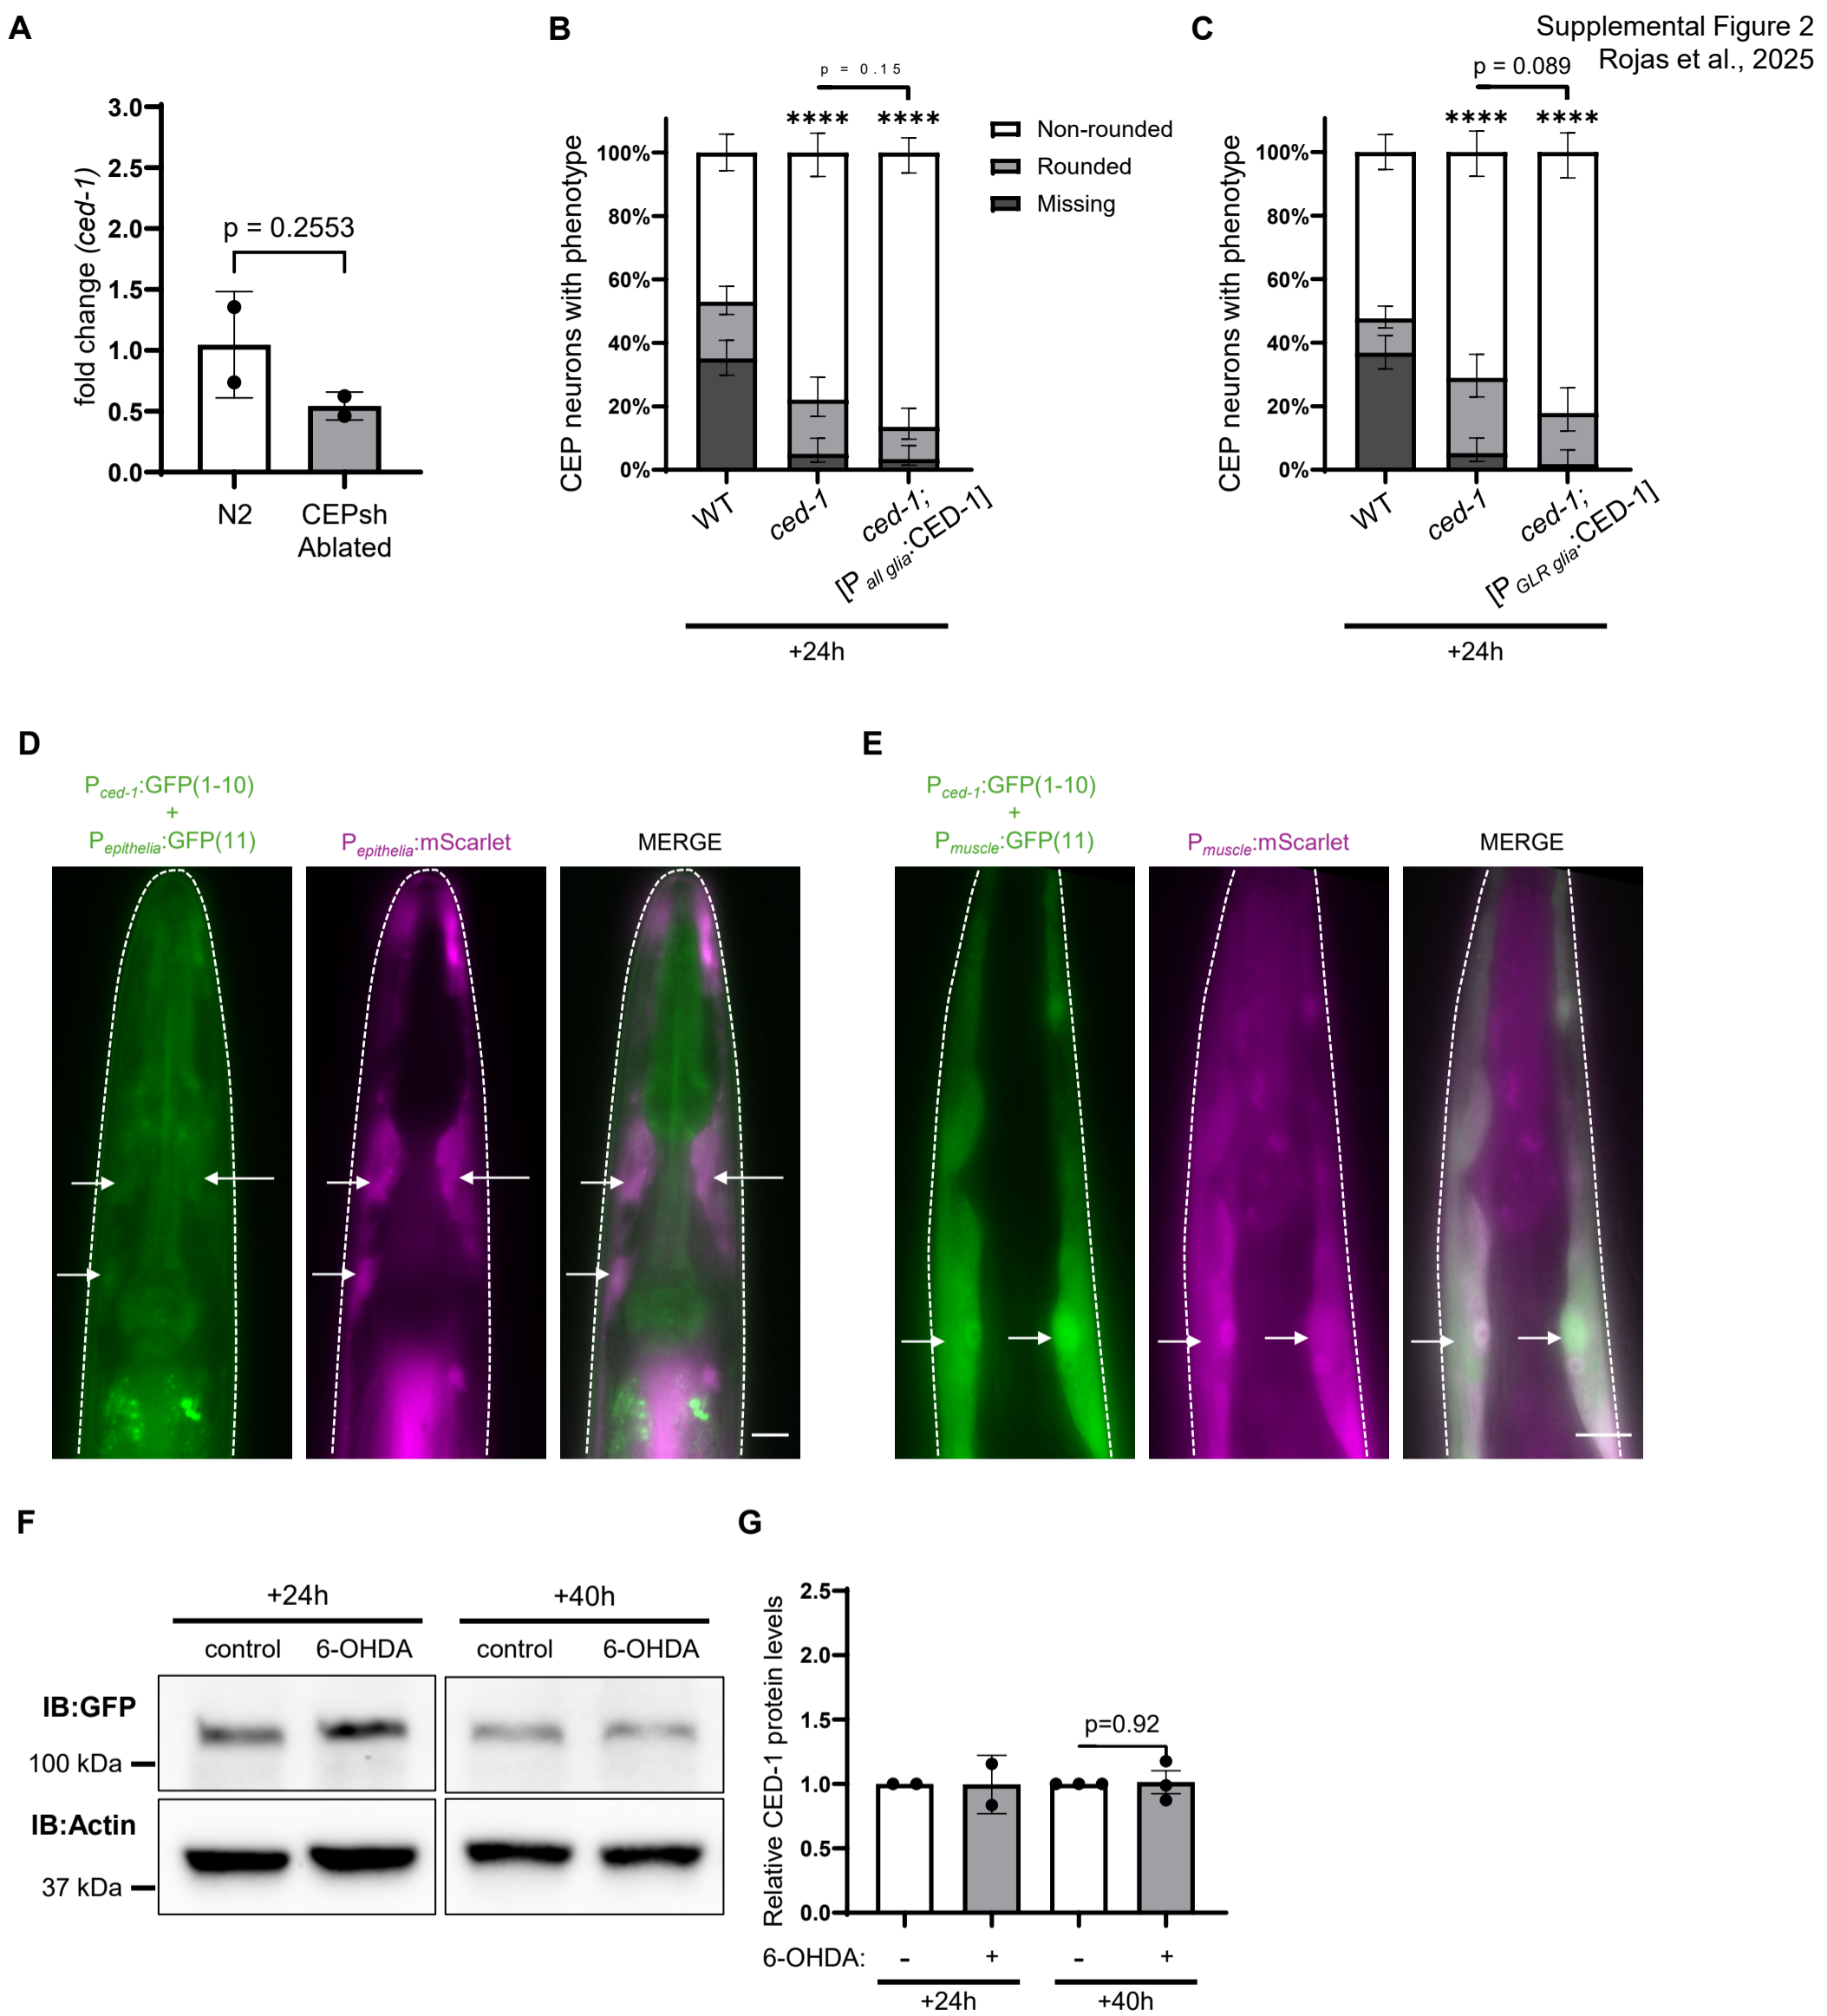 Supplemental Figure 2
Rojas et al., 2025
A
3.0
2.5
2.0
1.5
1.0
0.5
0.0
fold change (ced-1)
p = 0.2553
N2
CEPsh
Ablated
B
p = 0.15
**** ****
100%
80%
60%
40%
20%
0%
CEP neurons with phenotype
WT
ced-1
ced-1;
[P all glia:CED-1]
+24h
Non-rounded
Rounded
Missing
C
p = 0.089
**** ****
100%
80%
60%
40%
20%
0%
CEP neurons with phenotype
WT
ced-1
ced-1;
[P GLR glia:CED-1]
+24h
D
Pced-1:GFP(1-10)
+
Pepithelia:GFP(11)
Pepithelia:mScarlet
MERGE
E
Pced-1:GFP(1-10)
+
Pmuscle:GFP(11)
Pmuscle:mScarlet
MERGE
F
+24h +40h
control 6-OHDA control 6-OHDA
IB:GFP
100 kDa
IB:Actin
37 kDa
G
2.5
2.0
1.5
1.0
0.5
0.0
Relative CED-1 protein levels
p=0.92
6-OHDA: - + - +
+24h +40h